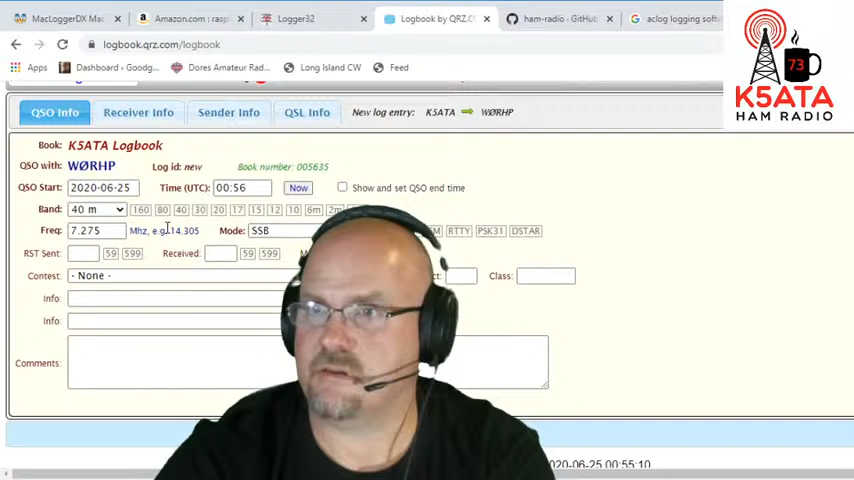 MacLoggerDX Mac
Amazon.com : rasp
Logger32
Logbook by QRZ.CO
ham-radio · GitHub
aclog logging softw
logbook.qrz.com/logbook
Apps
Dashboard ‹ Goodg...
Dores Amateur Rad...
Long Island CW
Feed
73
K5ATA
HAM RADIO
QSO Info
Receiver Info
Sender Info
QSL Info
New log entry: K5ATA WØRHP
Book: K5ATA Logbook
QSO with: WØRHP Log id: new Book number: 005635
QSO Start: 2020-06-25 Time (UTC): 00:56 Now Show and set QSO end time
Band: 40 m 160 80 40 30 20 17 15 12 10 6m 2m
Freq: 7.275 Mhz, e.g. 14.305 Mode: SSB RTTY PSK31 DSTAR
RST Sent: 59 599 Received: 59 599
Contest: - None - Class:
Info:
Info:
Comments:
2020-06-25 00:55:10